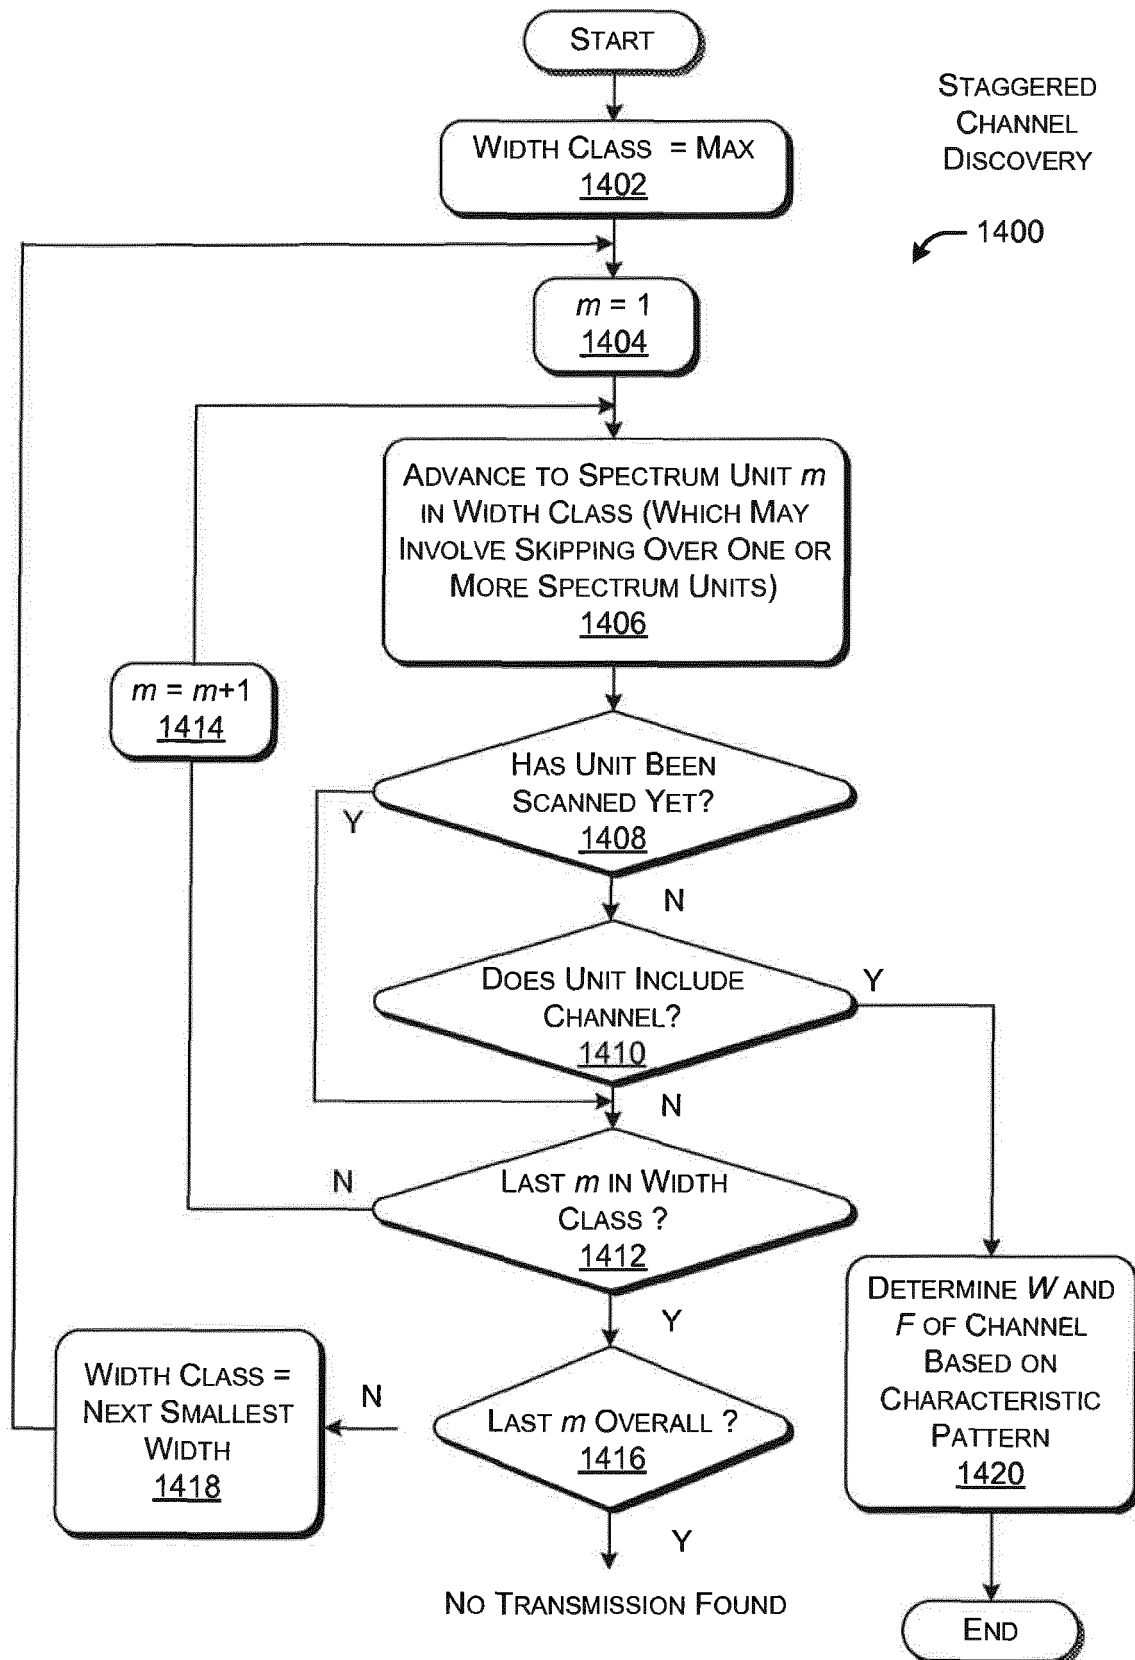 START
STAGGERED
CHANNEL
DISCOVERY
WIDTH CLASS = MAX
1402
1400
m = 1
1404
ADVANCE TO SPECTRUM UNIT m
IN WIDTH CLASS (WHICH MAY
INVOLVE SKIPPING OVER ONE OR
MORE SPECTRUM UNITS)
1406
m = m+1
1414
HAS UNIT BEEN
SCANNED YET?
1408
Y
N
DOES UNIT INCLUDE
CHANNEL?
1410
Y
N
LAST m IN WIDTH
CLASS ?
1412
N
Y
DETERMINE W AND
F OF CHANNEL
BASED ON
CHARACTERISTIC
PATTERN
1420
WIDTH CLASS =
NEXT SMALLEST
WIDTH
1418
N
LAST m OVERALL ?
1416
Y
NO TRANSMISSION FOUND
END